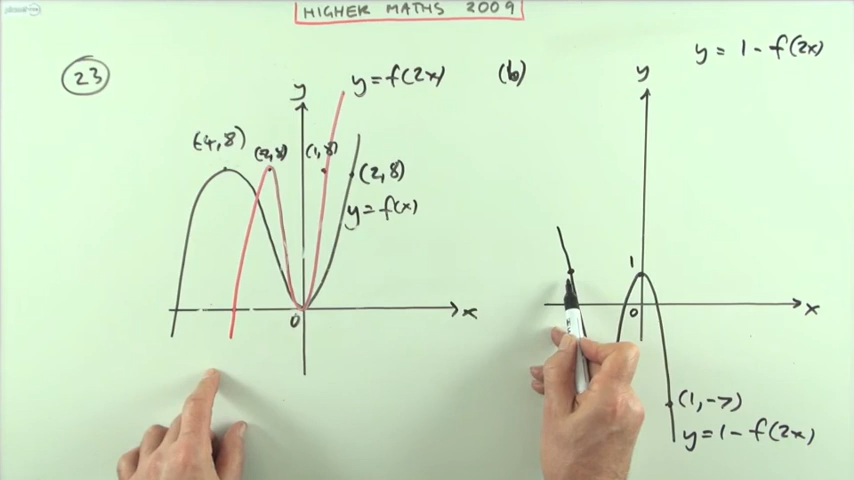 HIGHER MATHS 2009
23
y = f(2x)
y
(-4, 8)
(-2, 8)
(1, 8)
(2, 8)
y = f(x)
x
0
(b)
y = 1 - f(2x)
y
1
0
x
(1, -7)
y = 1 - f(2x)